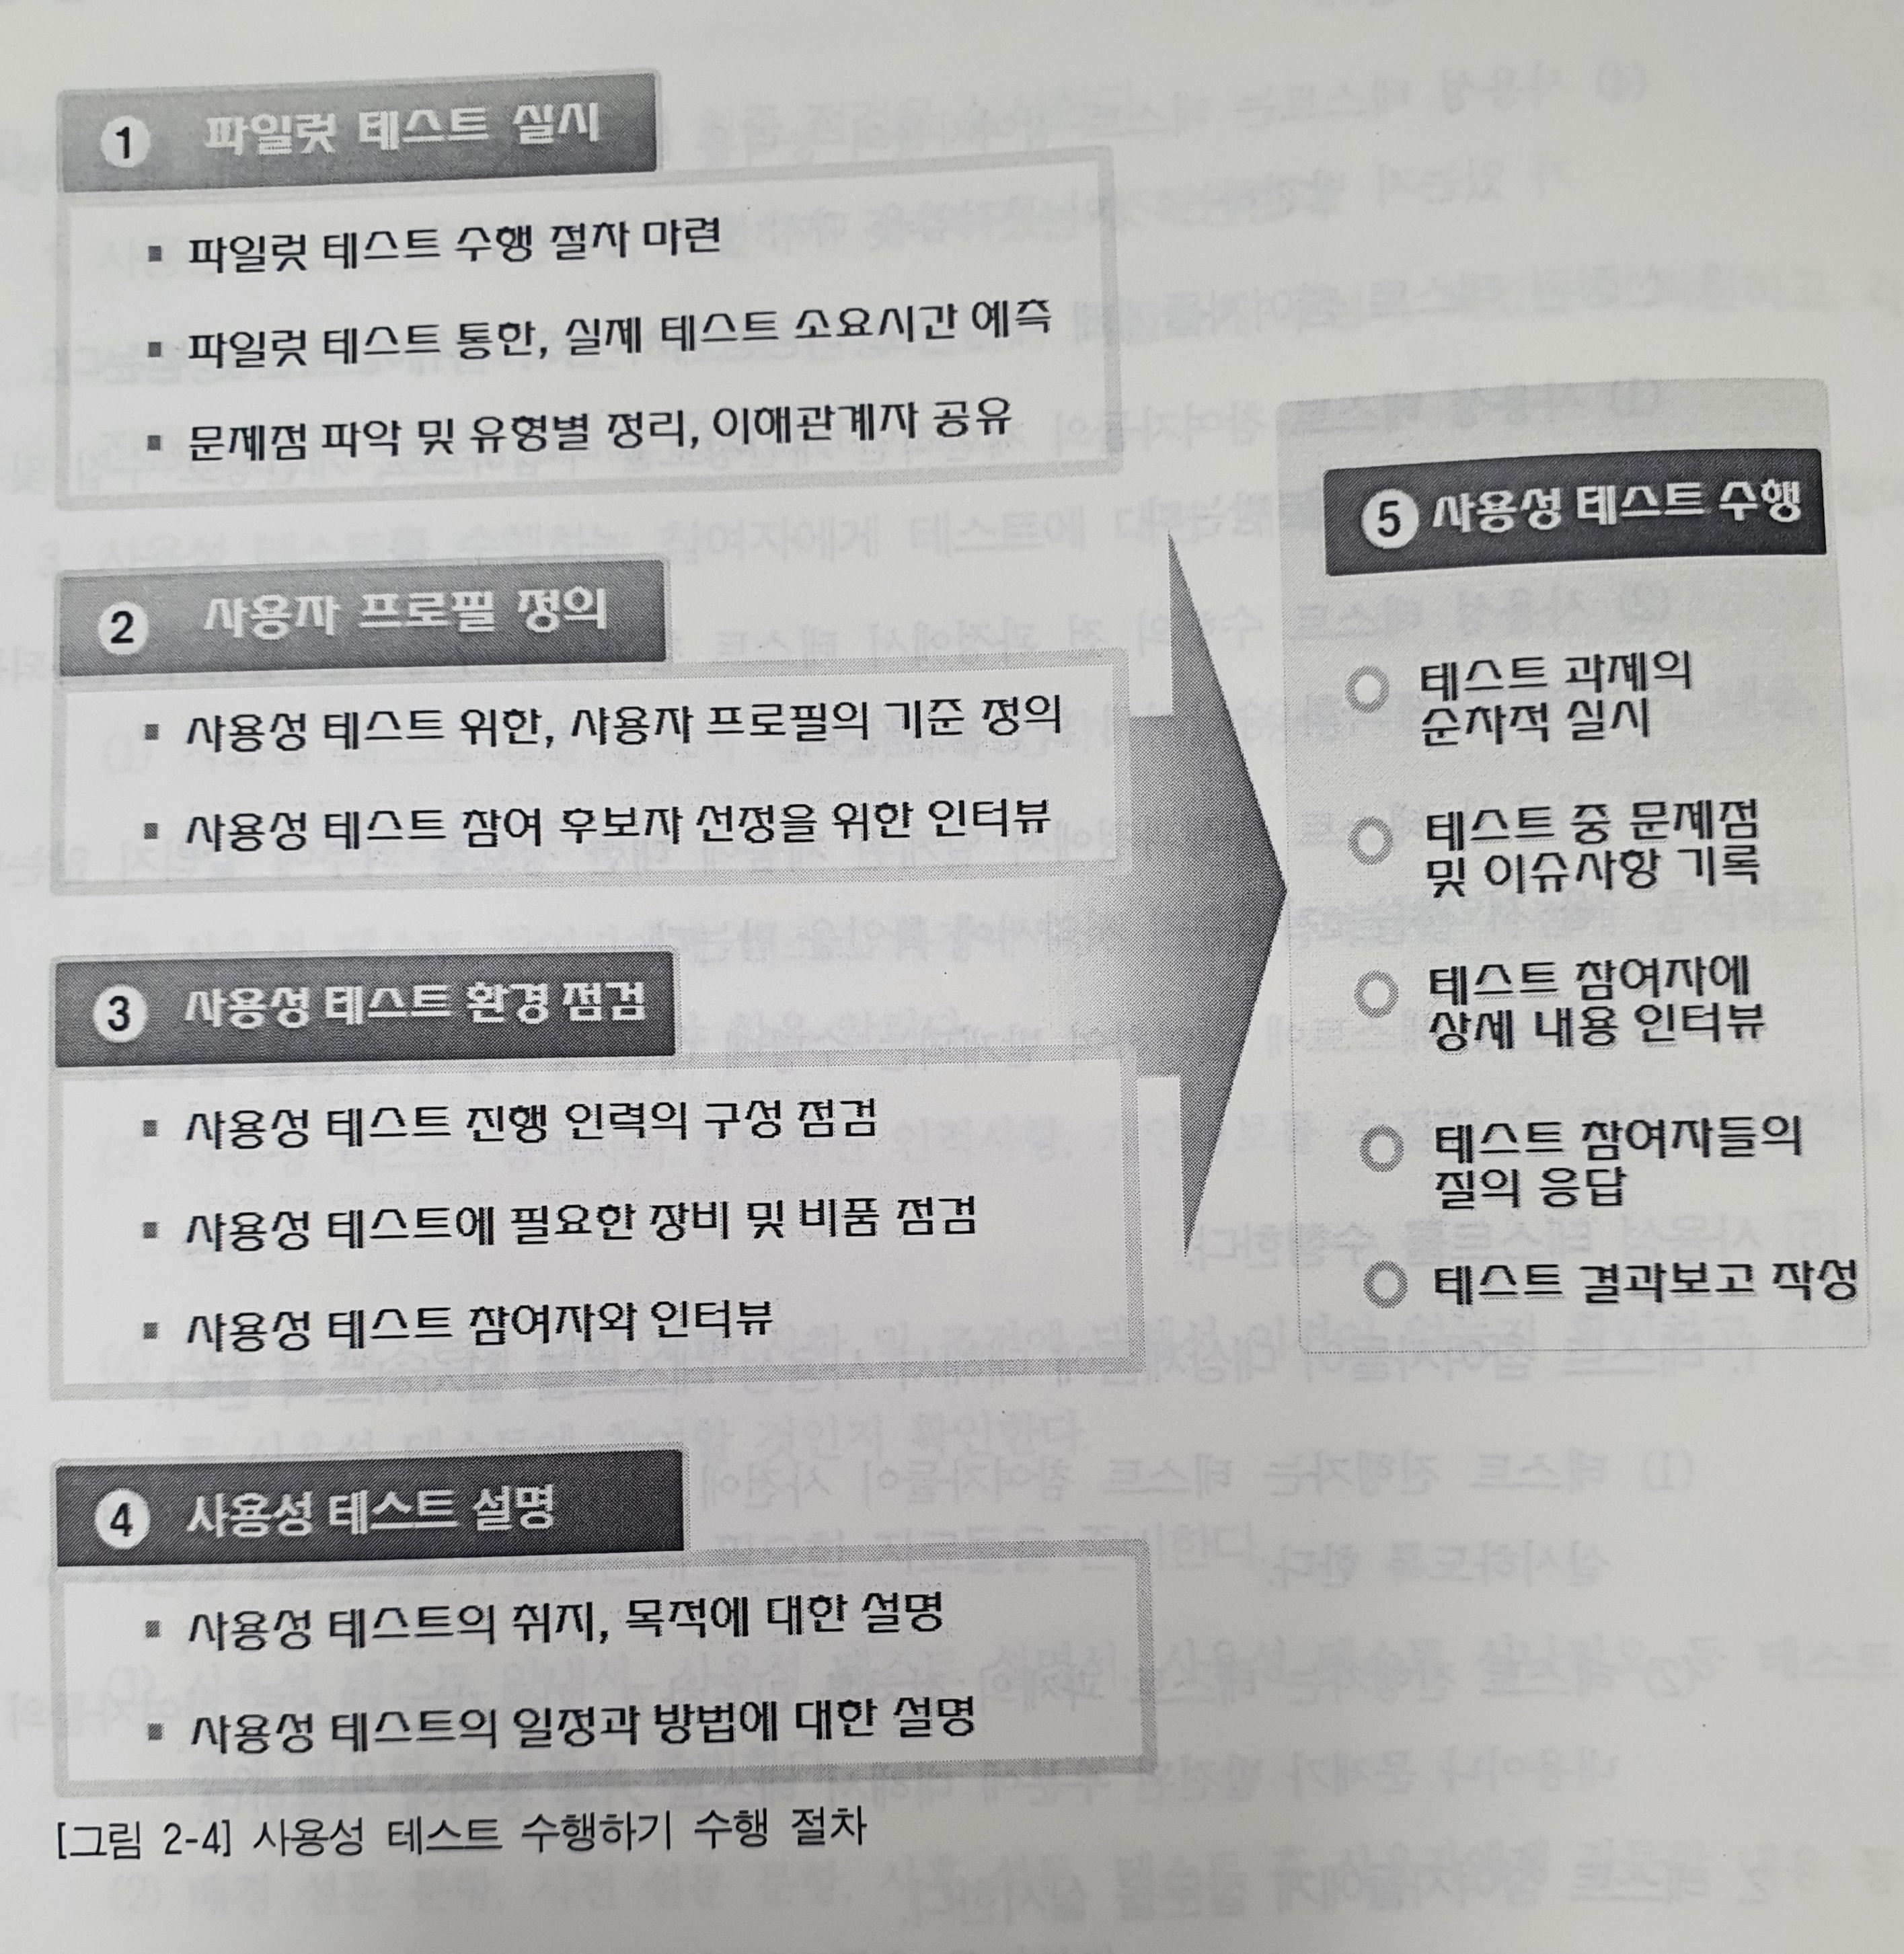 1 파일럿 테스트 실시
▪ 파일럿 테스트 수행 절차 마련
▪ 파일럿 테스트 통한, 실제 테스트 소요시간 예측
▪ 문제점 파악 및 유형별 정리, 이해관계자 공유
2 사용자 프로필 정의
▪ 사용성 테스트 위한, 사용자 프로필의 기준 정의
▪ 사용성 테스트 참여 후보자 선정을 위한 인터뷰
3 사용성 테스트 환경 점검
▪ 사용성 테스트 진행 인력의 구성 점검
▪ 사용성 테스트에 필요한 장비 및 비품 점검
▪ 사용성 테스트 참여자와 인터뷰
4 사용성 테스트 설명
▪ 사용성 테스트의 취지, 목적에 대한 설명
▪ 사용성 테스트의 일정과 방법에 대한 설명
5 사용성 테스트 수행
테스트 과제의
순차적 실시
테스트 중 문제점
및 이슈사항 기록
테스트 참여자에
상세 내용 인터뷰
테스트 참여자들의
질의 응답
테스트 결과보고 작성
[그림 2-4] 사용성 테스트 수행하기 수행 절차